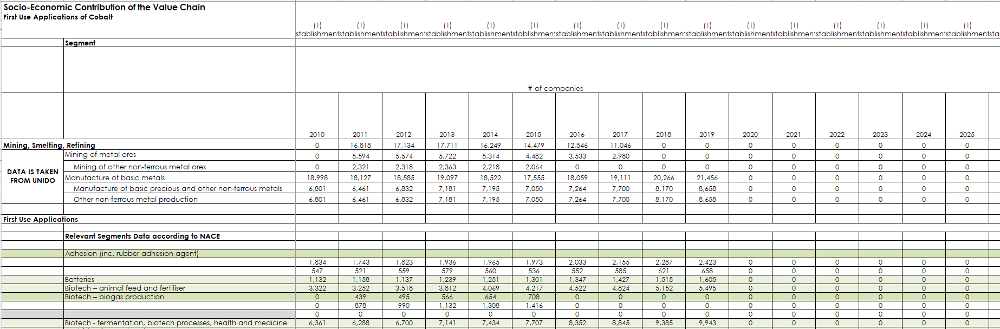 Socio-Economic Contribution of the Value Chain
First Use Applications of Cobalt
(1) (1) (1) (1) (1) (1) (1) (1) (1) (1) (1) (1) (1) (1) (1) (1)
stablishmentstablishmentstablishmentstablishmentstablishmentstablishmentstablishmentstablishmentstablishmentstablishmentstablishmentstablishmentstablishmentstablishmentstablishmentstablishmentsta
Segment
# of companies
2010 2011 2012 2013 2014 2015 2016 2017 2018 2019 2020 2021 2022 2023 2024 2025
Mining, Smelting, Refining 0 16,818 17,134 17,711 16,249 14,479 12,546 11,046 0 0 0 0 0 0 0 0
Mining of metal ores 0 5,594 5,574 5,722 5,314 4,482 3,533 2,980 0 0 0 0 0 0 0 0
DATA IS TAKEN FROM UNIDO
Mining of other non-ferrous metal ores 0 2,321 2,318 2,363 2,218 2,064 0 0 0 0 0 0 0 0 0 0
Manufacture of basic metals 18,998 18,127 18,585 19,097 18,522 17,555 18,059 19,111 20,266 21,456 0 0 0 0 0 0
Manufacture of basic precious and other non-ferrous metals 6,801 6,461 6,832 7,181 7,195 7,050 7,264 7,700 8,170 8,658 0 0 0 0 0 0
Other non-ferrous metal production 6,801 6,461 6,832 7,181 7,195 7,050 7,264 7,700 8,170 8,658 0 0 0 0 0 0
First Use Applications
Relevant Segments Data according to NACE
Adhesion (inc. rubber adhesion agent)
1,834 1,743 1,823 1,936 1,965 1,973 2,033 2,155 2,287 2,423 0 0 0 0 0 0
547 521 559 579 560 536 552 585 621 658 0 0 0 0 0 0
Batteries 1,132 1,158 1,137 1,239 1,251 1,301 1,347 1,427 1,515 1,605 0 0 0 0 0 0
Biotech – animal feed and fertiliser 3,322 3,252 3,518 3,812 4,069 4,217 4,522 4,824 5,152 5,495 0 0 0 0 0 0
Biotech – biogas production 0 439 495 566 654 708 0 0 0 0 0 0 0 0 0 0
0 878 990 1,132 1,308 1,416 0 0 0 0 0 0 0 0 0 0
0 0 0 0 0 0 0 0 0 0 0 0 0 0 0 0
Biotech - fermentation, biotech processes, health and medicine 6,361 6,288 6,700 7,141 7,434 7,707 8,352 8,845 9,385 9,943 0 0 0 0 0 0